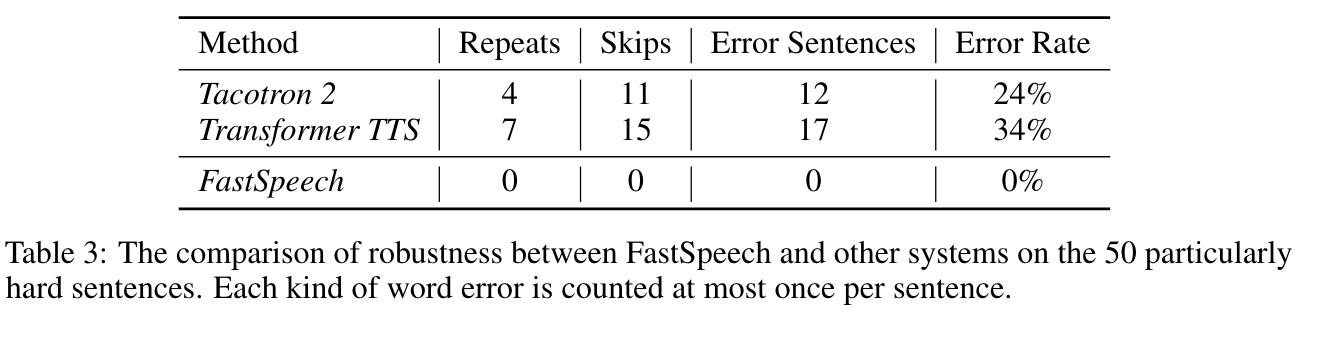 Method Repeats Skips Error Sentences Error Rate
Tacotron 2 4 11 12 24%
Transformer TTS 7 15 17 34%
FastSpeech 0 0 0 0%
Table 3: The comparison of robustness between FastSpeech and other systems on the 50 particularly
hard sentences. Each kind of word error is counted at most once per sentence.